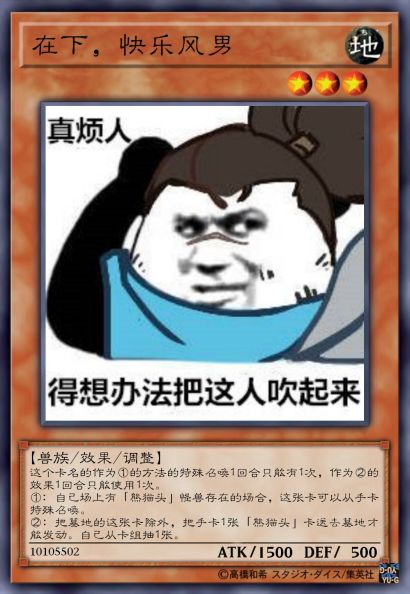 在下，快乐风男
地
真烦人
得想办法把这人吹起来
【兽族/效果/调整】
这个卡名的作为①的方法的特殊召唤1回合只能有1次，作为②的
效果1回合只能使用1次。
①：自己场上有「熊猫头」怪兽存在的场合，这张卡可以从手卡
特殊召唤。
②：把墓地的这张卡除外，把手卡1张「熊猫头」卡送去墓地才
能发动。自己从卡组抽1张。
10105502
ATK/1500 DEF/ 500
©高橋和希 スタジオ・ダイス/集英社